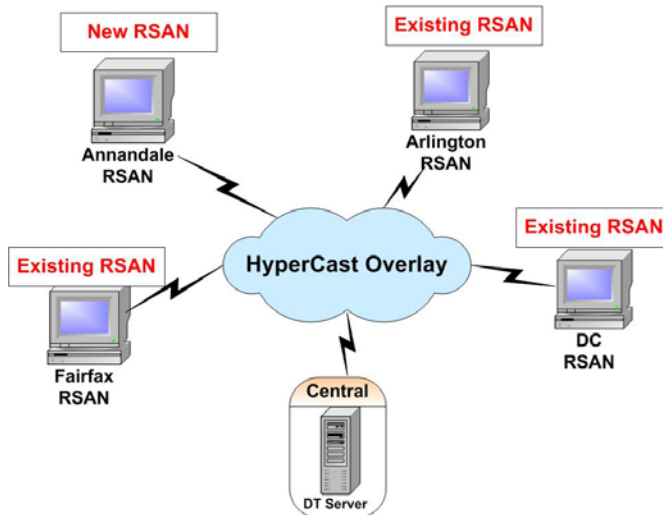 New RSAN
Existing RSAN
Annandale
RSAN
Arlington
RSAN
Existing RSAN
Existing RSAN
HyperCast Overlay
DC
RSAN
Fairfax
RSAN
Central
DT Server